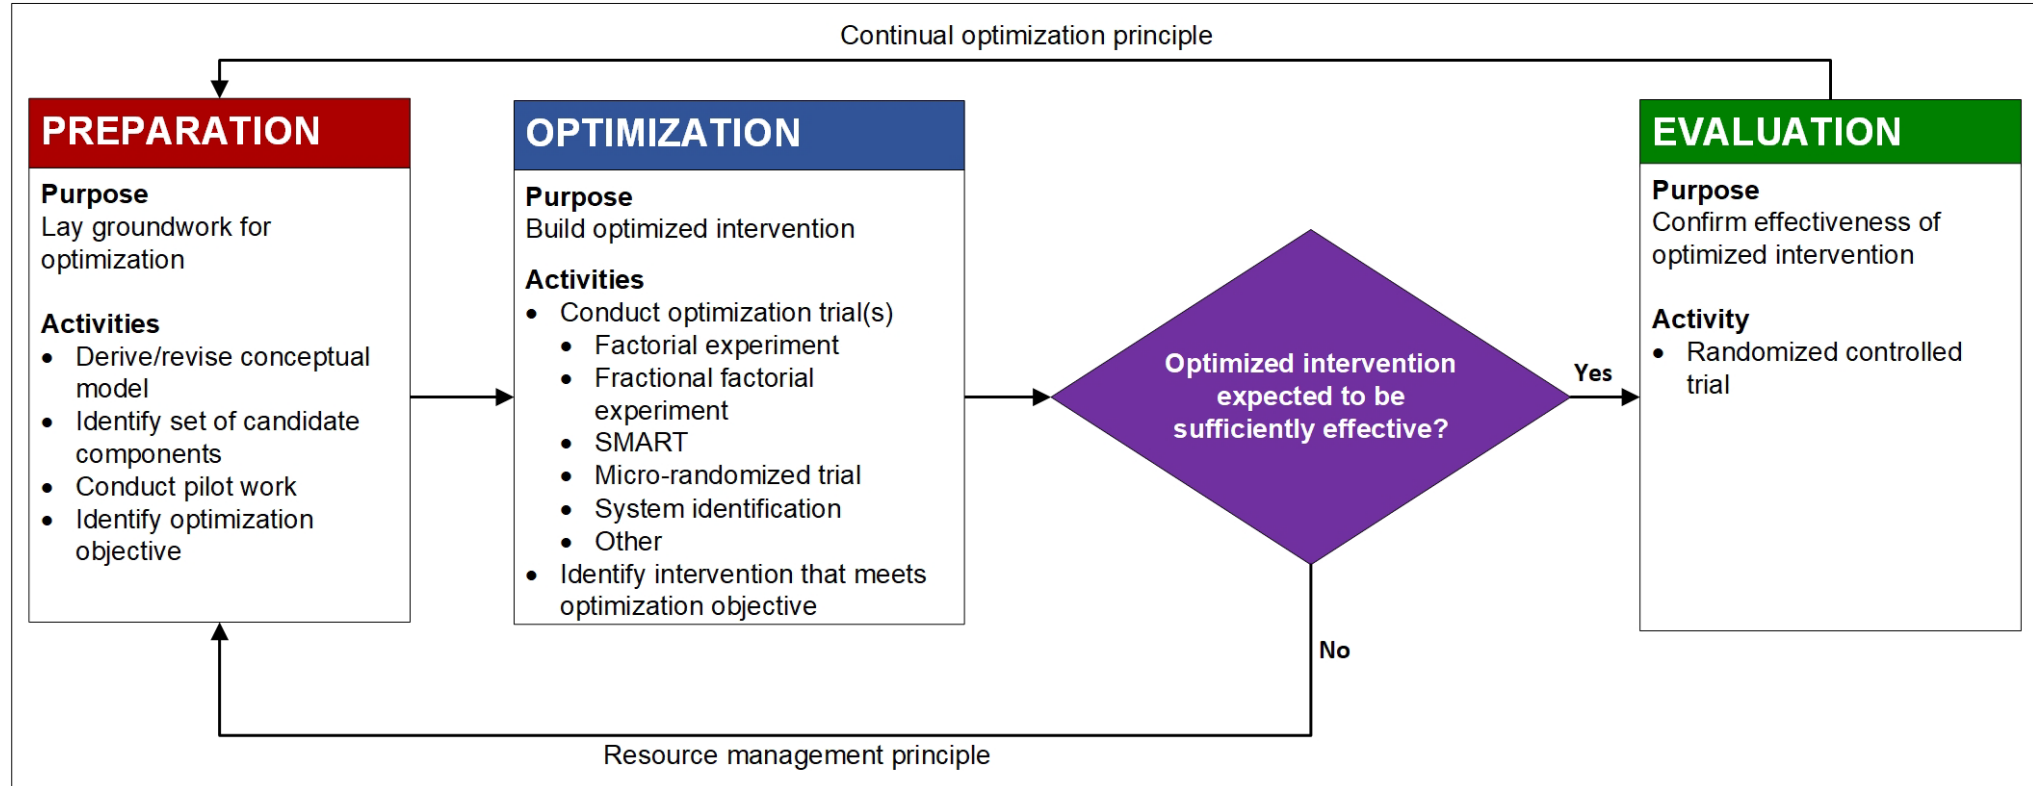 Continual optimization principle
PREPARATION
Purpose
Lay groundwork for
optimization
Activities
• Derive/revise conceptual
model
• Identify set of candidate
components
• Conduct pilot work
• Identify optimization
objective
OPTIMIZATION
Purpose
Build optimized intervention
Activities
• Conduct optimization trial(s)
• Factorial experiment
• Fractional factorial
experiment
• SMART
• Micro-randomized trial
• System identification
• Other
• Identify intervention that meets
optimization objective
Optimized intervention
expected to be
sufficiently effective?
Yes
No
EVALUATION
Purpose
Confirm effectiveness of
optimized intervention
Activity
• Randomized controlled
trial
Resource management principle